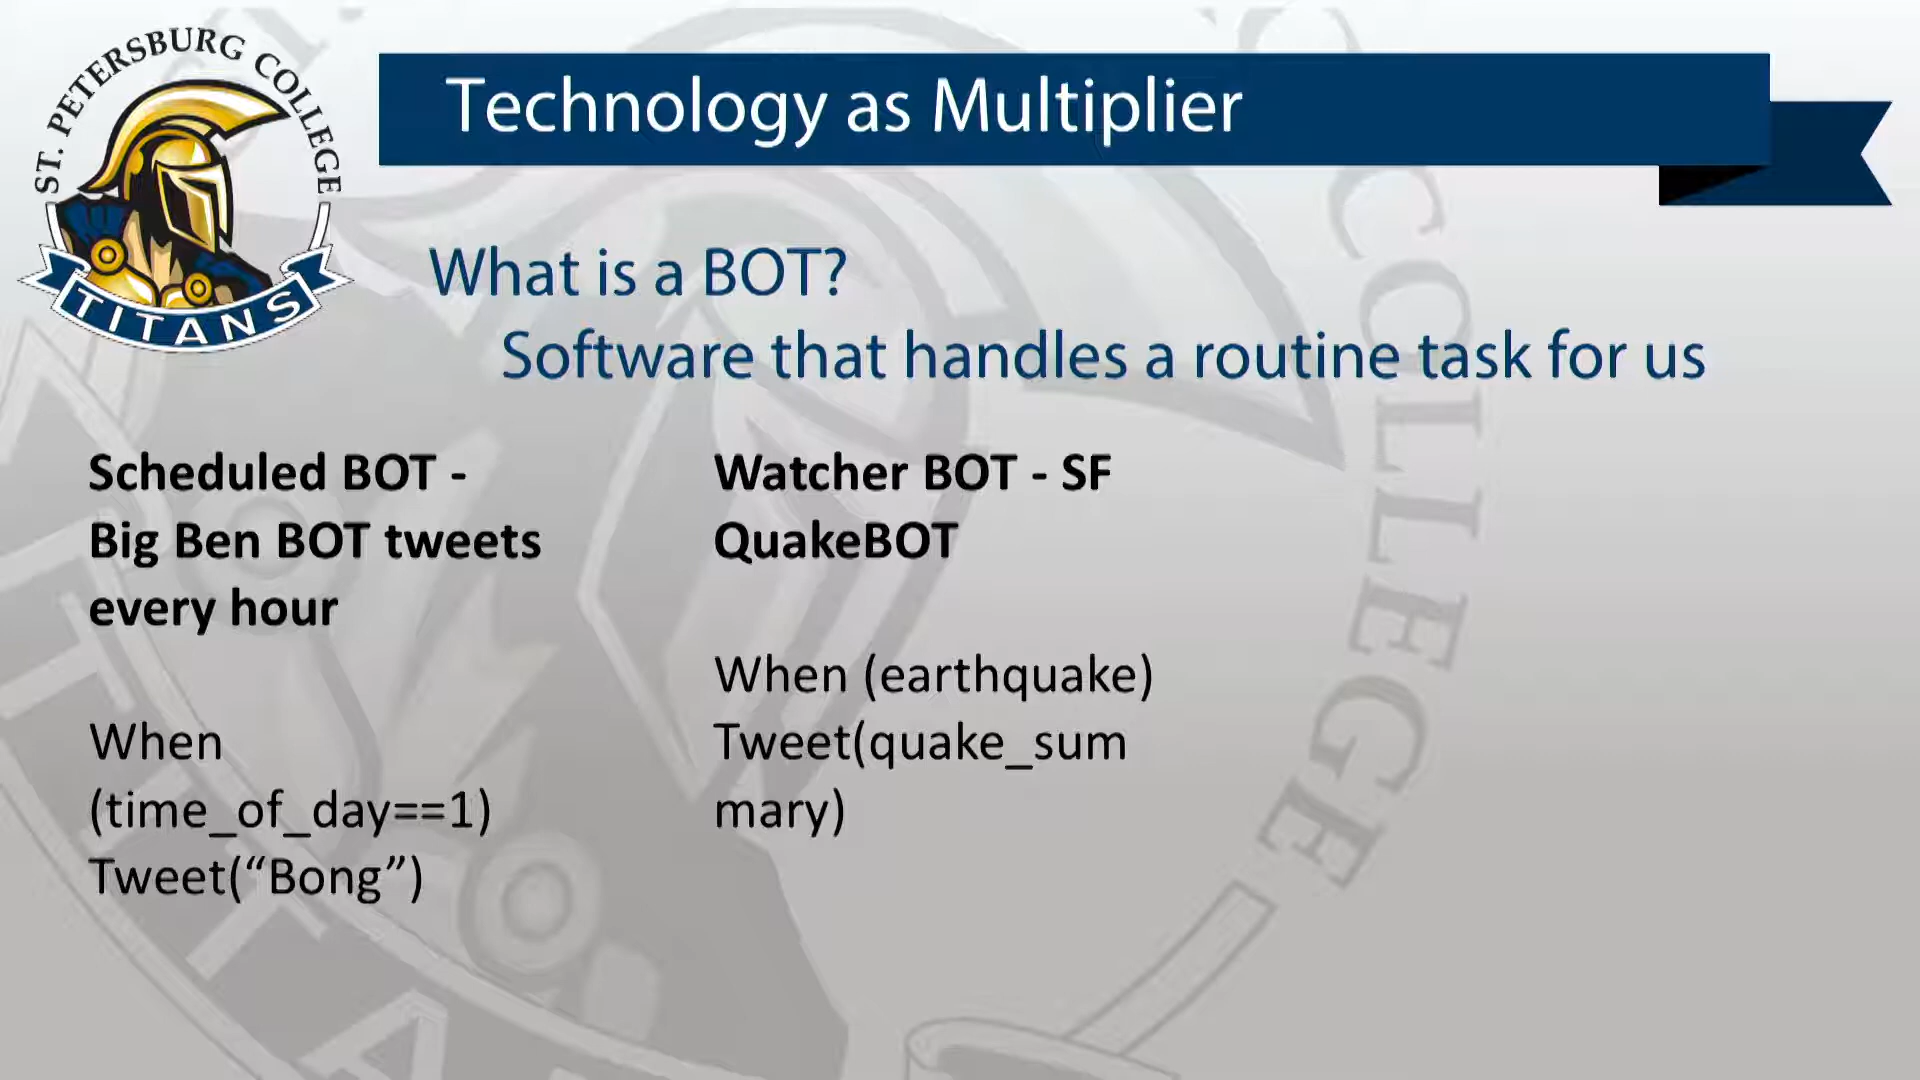 ST. PETERSBURG COLLEGE
TITANS
Technology as Multiplier
What is a BOT?
Software that handles a routine task for us
Scheduled BOT -
Big Ben BOT tweets
every hour
When
(time_of_day==1)
Tweet(“Bong”)
Watcher BOT - SF
QuakeBOT
When (earthquake)
Tweet(quake_sum
mary)
COLLEGE